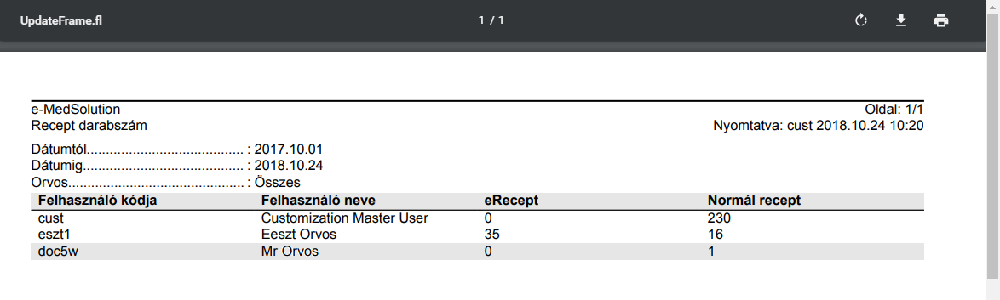 UpdateFrame.fl 1 / 1
e-MedSolution Oldal: 1/1
Recept darabszám Nyomtatva: cust 2018.10.24 10:20
Dátumtól......................................... : 2017.10.01
Dátumig.......................................... : 2018.10.24
Orvos.............................................. : Összes
Felhasználó kódja Felhasználó neve eRecept Normál recept
cust Customization Master User 0 230
eszt1 Eeszt Orvos 35 16
doc5w Mr Orvos 0 1